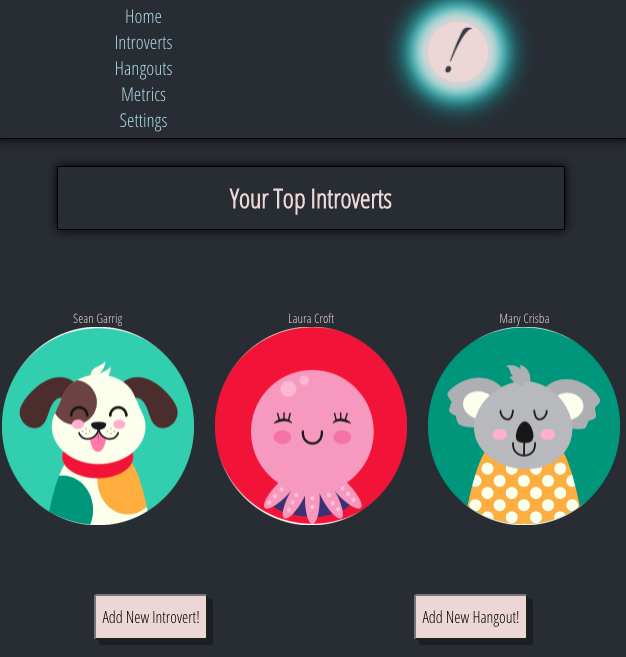 Home
Introverts
Hangouts
Metrics
Settings
!
Your Top Introverts
Sean Garrig
Laura Croft
Mary Crisba
Add New Introvert!
Add New Hangout!